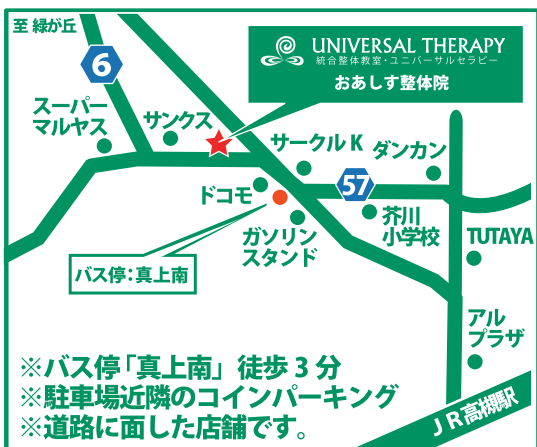 至 緑が丘
6
UNIVERSAL THERAPY
統合整体教室・ユニバーサルセラピー
おあしす整体院
スーパー
マルヤス
サンクス
サークルK
ダンカン
ドコモ
57
ガソリン
スタンド
芥川
小学校
TUTAYA
バス停：真上南
アル
プラザ
※バス停「真上南」徒歩3分
※駐車場近隣のコインパーキング
※道路に面した店舗です。
JR高槻駅